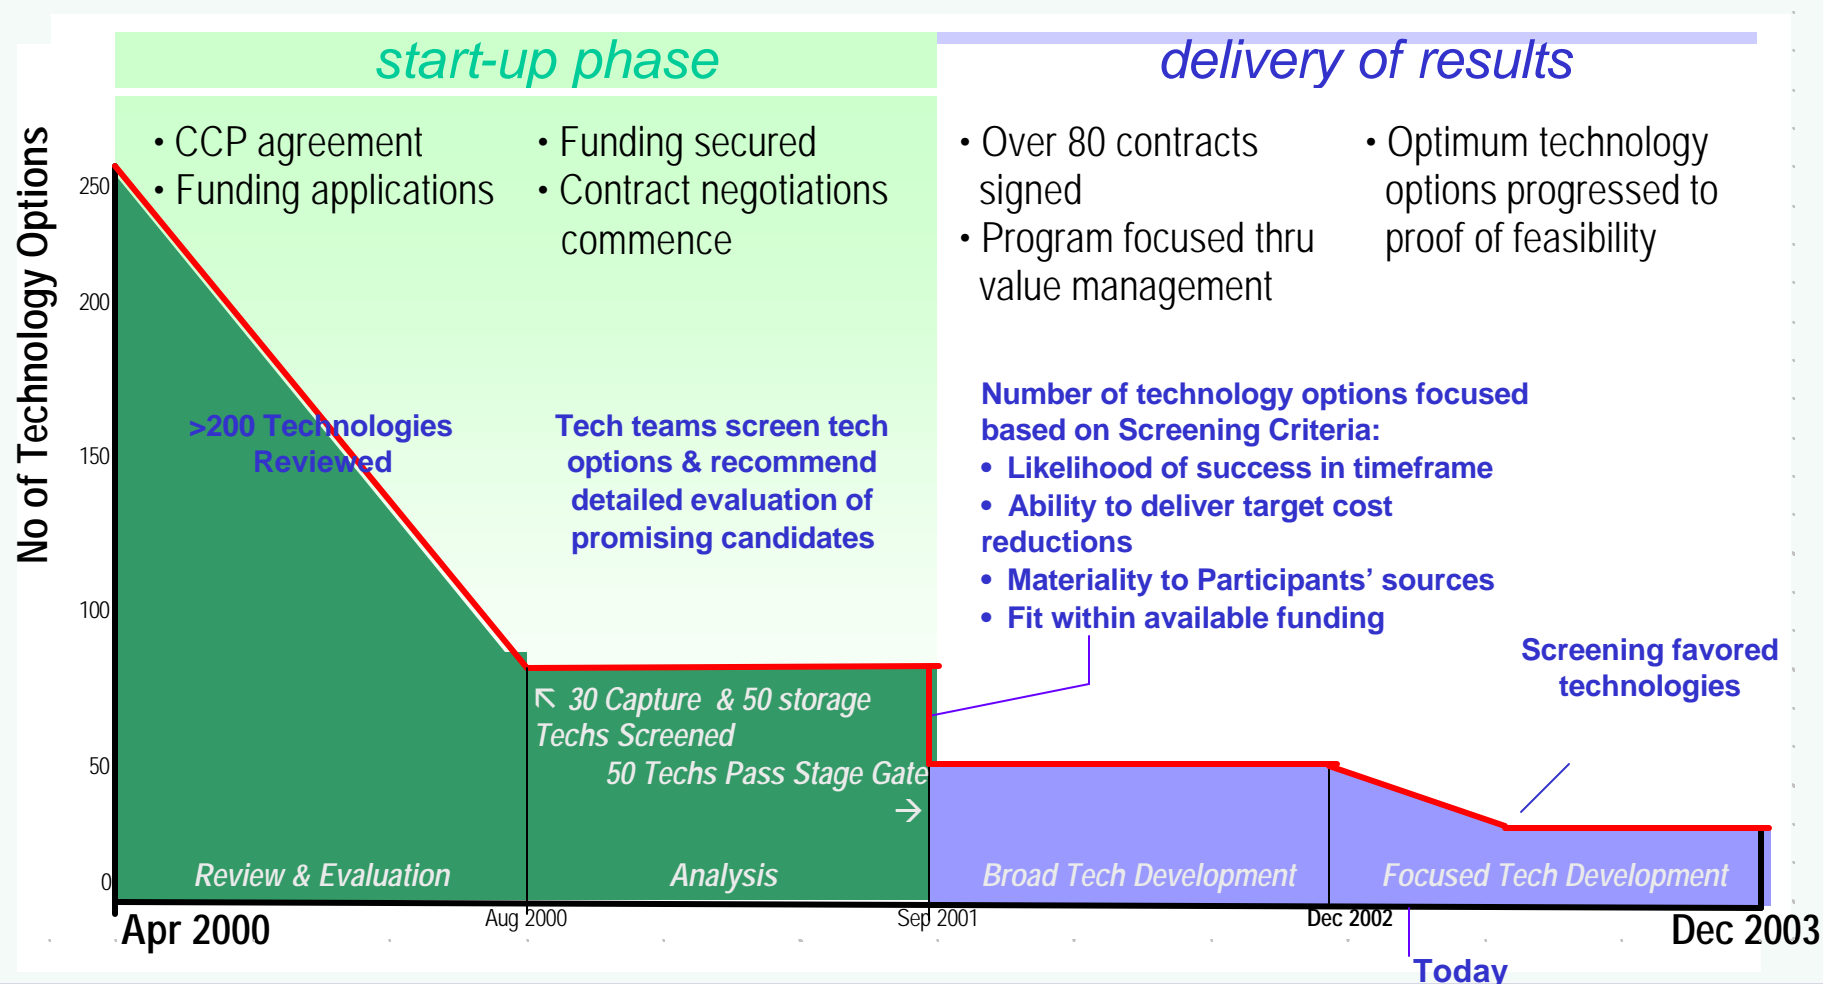 start-up phase
delivery of results
• CCP agreement
• Funding applications
• Funding secured
• Contract negotiations
commence
• Over 80 contracts
signed
• Program focused thru
value management
• Optimum technology
options progressed to
proof of feasibility
No of Technology Options
250
200
150
100
50
0
>200 Technologies
Reviewed
Tech teams screen tech
options & recommend
detailed evaluation of
promising candidates
Number of technology options focused
based on Screening Criteria:
• Likelihood of success in timeframe
• Ability to deliver target cost
reductions
• Materiality to Participants’ sources
• Fit within available funding
Screening favored
technologies
↖ 30 Capture & 50 storage
Techs Screened
50 Techs Pass Stage Gate
→
Review & Evaluation
Analysis
Broad Tech Development
Focused Tech Development
Apr 2000
Aug 2000
Sep 2001
Dec 2002
Dec 2003
Today